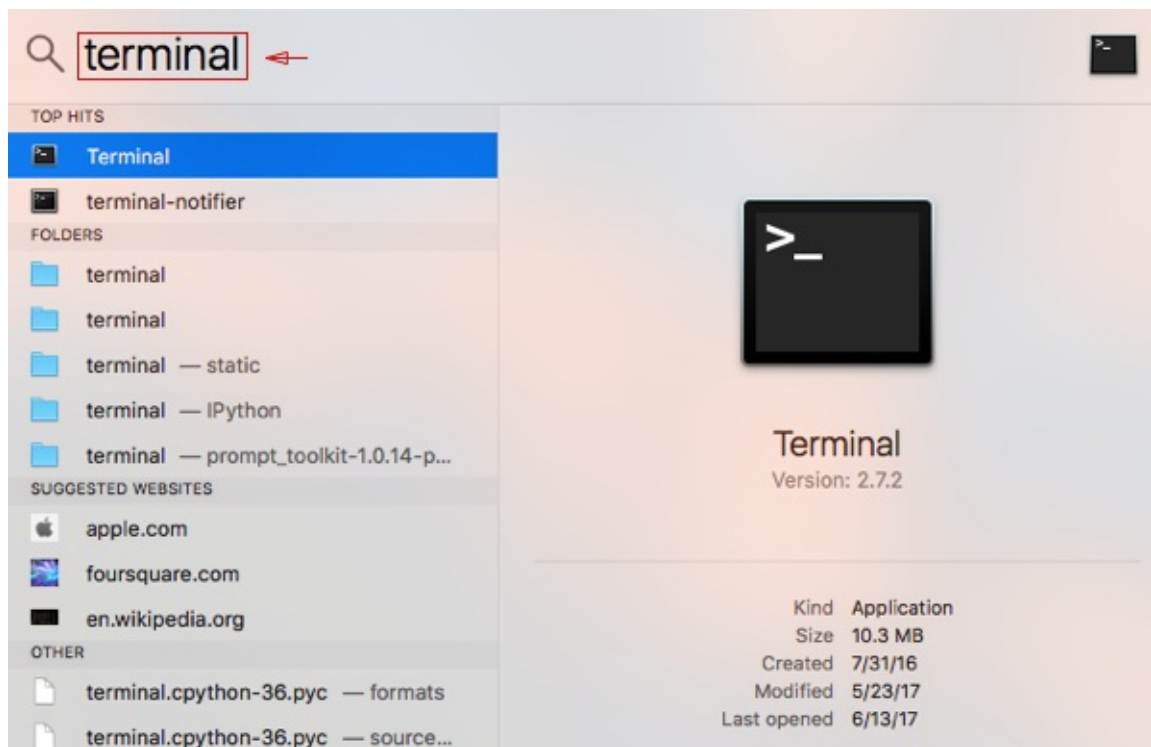 terminal
TOP HITS
Terminal
terminal-notifier
FOLDERS
terminal
terminal
terminal — static
terminal — IPython
terminal — prompt_toolkit-1.0.14-p...
SUGGESTED WEBSITES
apple.com
foursquare.com
en.wikipedia.org
OTHER
terminal.cpython-36.pyc — formats
terminal.cpython-36.pyc — source...
>_
Terminal
Version: 2.7.2
Kind Application
Size 10.3 MB
Created 7/31/16
Modified 5/23/17
Last opened 6/13/17